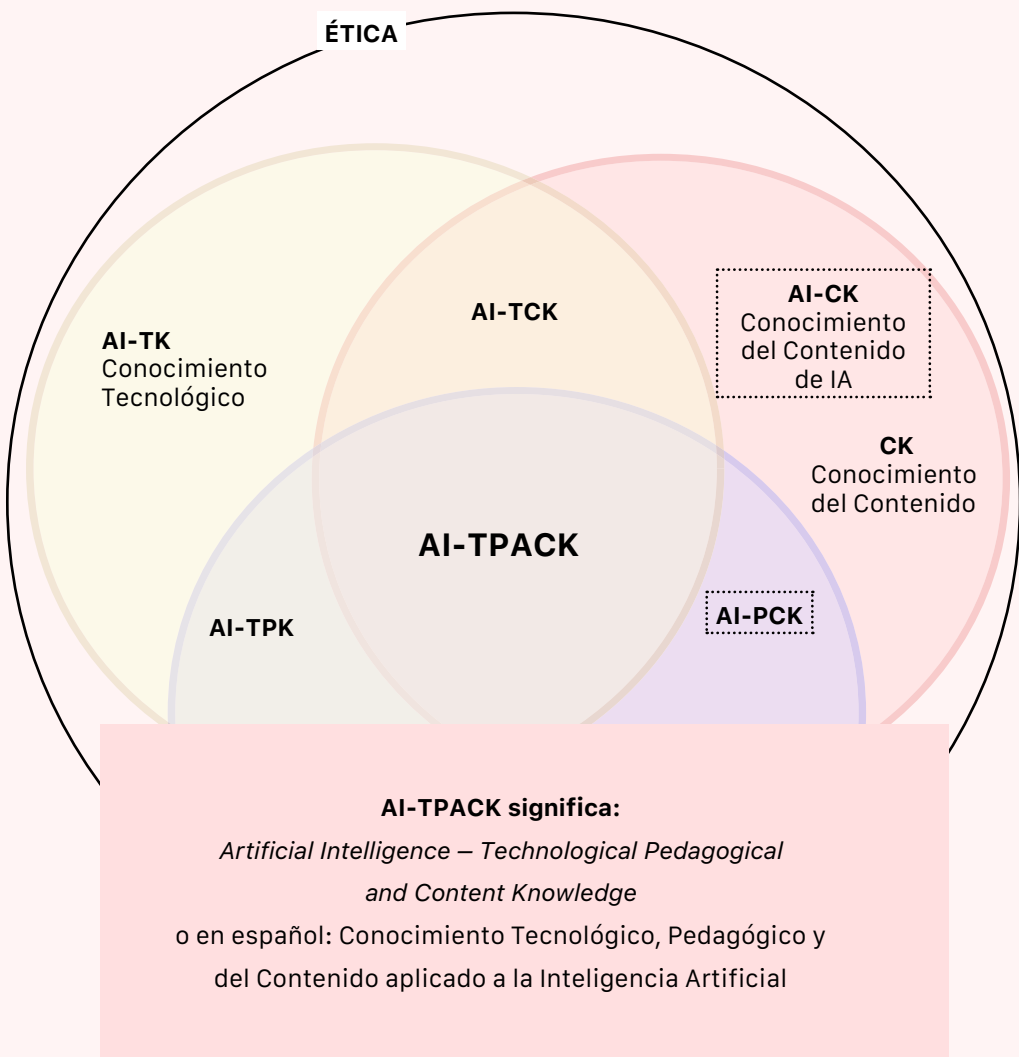 ÉTICA
AI-TCK
AI-CK
Conocimiento
del Contenido
de IA
AI-TK
Conocimiento
Tecnológico
CK
Conocimiento
del Contenido
AI-TPACK
AI-PCK
AI-TPK
AI-TPACK significa:
Artificial Intelligence – Technological Pedagogical
and Content Knowledge
o en español: Conocimiento Tecnológico, Pedagógico y
del Contenido aplicado a la Inteligencia Artificial